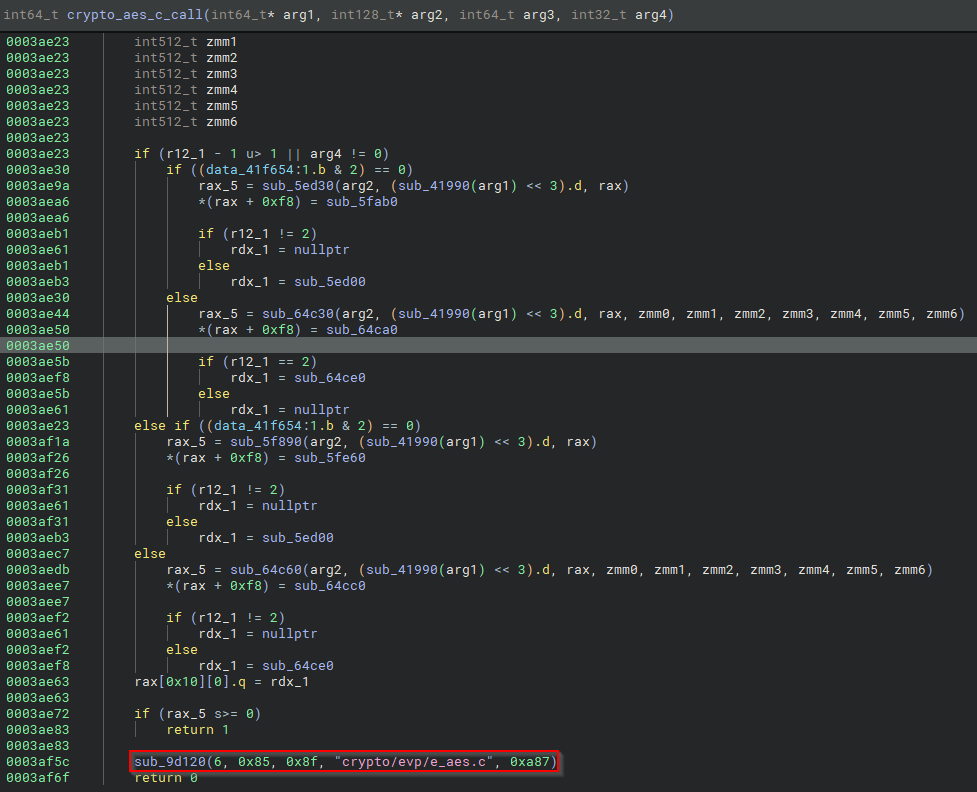 int64_t crypto_aes_c_call(int64_t* arg1, int128_t* arg2, int64_t arg3, int32_t arg4)
0003ae23 int512_t zmm1
0003ae23 int512_t zmm2
0003ae23 int512_t zmm3
0003ae23 int512_t zmm4
0003ae23 int512_t zmm5
0003ae23 int512_t zmm6
0003ae23
0003ae23 if (r12_1 - 1 u> 1 || arg4 != 0)
0003ae30 if ((data_41f654:1.b & 2) == 0)
0003ae9a rax_5 = sub_5ed30(arg2, (sub_41990(arg1) << 3).d, rax)
0003aea6 *(rax + 0xf8) = sub_5fab0
0003aea6
0003aeb1 if (r12_1 != 2)
0003ae61 rdx_1 = nullptr
0003aeb1 else
0003aeb3 rdx_1 = sub_5ed00
0003ae30 else
0003ae44 rax_5 = sub_64c30(arg2, (sub_41990(arg1) << 3).d, rax, zmm0, zmm1, zmm2, zmm3, zmm4, zmm5, zmm6)
0003ae50 *(rax + 0xf8) = sub_64ca0
0003ae50
0003ae5b if (r12_1 == 2)
0003aef8 rdx_1 = sub_64ce0
0003ae5b else
0003ae61 rdx_1 = nullptr
0003ae23 else if ((data_41f654:1.b & 2) == 0)
0003af1a rax_5 = sub_5f890(arg2, (sub_41990(arg1) << 3).d, rax)
0003af26 *(rax + 0xf8) = sub_5fe60
0003af26
0003af31 if (r12_1 != 2)
0003ae61 rdx_1 = nullptr
0003af31 else
0003aeb3 rdx_1 = sub_5ed00
0003aec7 else
0003aedb rax_5 = sub_64c60(arg2, (sub_41990(arg1) << 3).d, rax, zmm0, zmm1, zmm2, zmm3, zmm4, zmm5, zmm6)
0003aee7 *(rax + 0xf8) = sub_64cc0
0003aee7
0003aef2 if (r12_1 != 2)
0003ae61 rdx_1 = nullptr
0003aef2 else
0003aef8 rdx_1 = sub_64ce0
0003ae63 rax[0x10][0].q = rdx_1
0003ae63
0003ae72 if (rax_5 s>= 0)
0003ae83 return 1
0003ae83
0003af5c sub_9d120(6, 0x85, 0x8f, "crypto/evp/e_aes.c", 0xa87)
0003af6f return 0